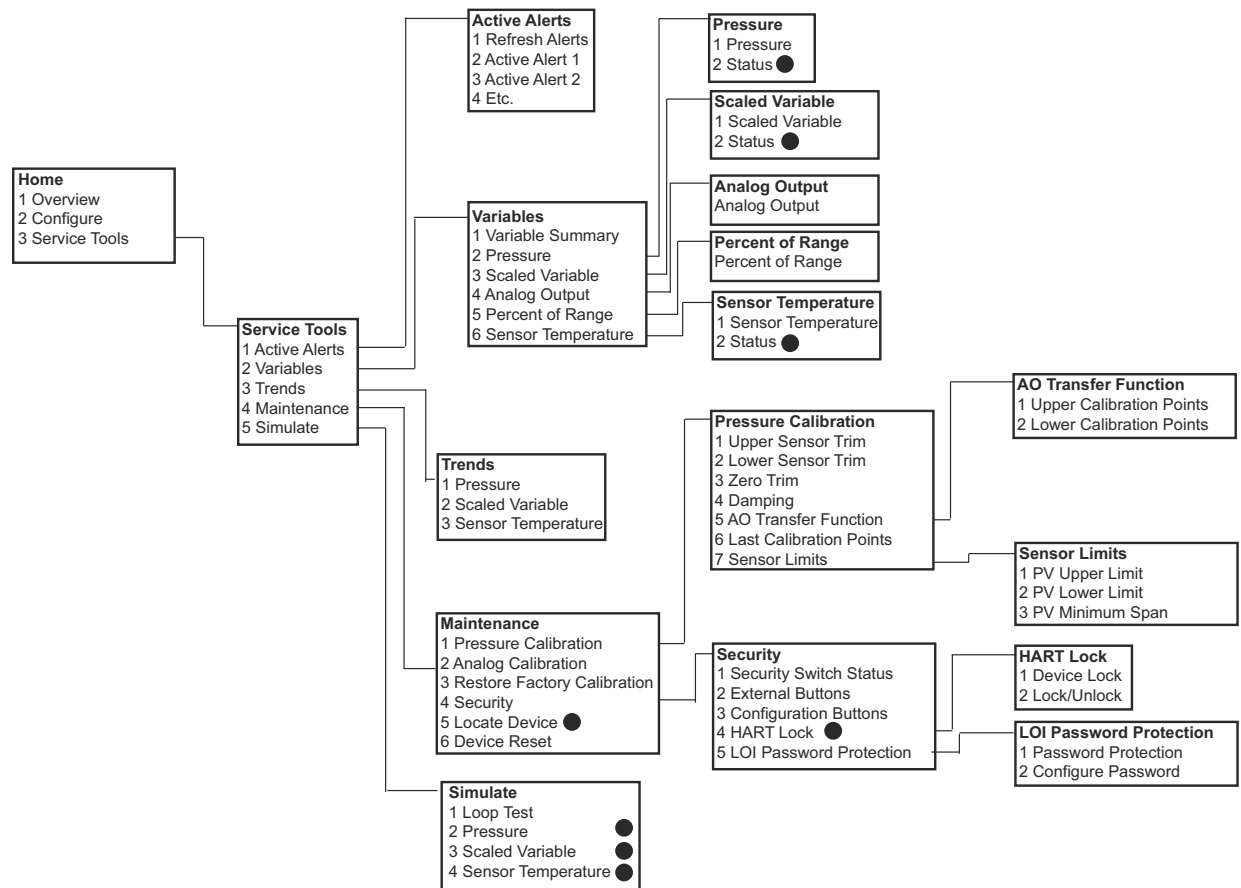 Home
1 Overview
2 Configure
3 Service Tools
Service Tools
1 Active Alerts
2 Variables
3 Trends
4 Maintenance
5 Simulate
Active Alerts
1 Refresh Alerts
2 Active Alert 1
3 Active Alert 2
4 Etc.
Variables
1 Variable Summary
2 Pressure
3 Scaled Variable
4 Analog Output
5 Percent of Range
6 Sensor Temperature
Trends
1 Pressure
2 Scaled Variable
3 Sensor Temperature
Maintenance
1 Pressure Calibration
2 Analog Calibration
3 Restore Factory Calibration
4 Security
5 Locate Device
6 Device Reset
Simulate
1 Loop Test
2 Pressure
3 Scaled Variable
4 Sensor Temperature
Pressure
1 Pressure
2 Status
Scaled Variable
1 Scaled Variable
2 Status
Analog Output
Analog Output
Percent of Range
Percent of Range
Sensor Temperature
1 Sensor Temperature
2 Status
Pressure Calibration
1 Upper Sensor Trim
2 Lower Sensor Trim
3 Zero Trim
4 Damping
5 AO Transfer Function
6 Last Calibration Points
7 Sensor Limits
Security
1 Security Switch Status
2 External Buttons
3 Configuration Buttons
4 HART Lock
5 LOI Password Protection
AO Transfer Function
1 Upper Calibration Points
2 Lower Calibration Points
Sensor Limits
1 PV Upper Limit
2 PV Lower Limit
3 PV Minimum Span
HART Lock
1 Device Lock
2 Lock/Unlock
LOI Password Protection
1 Password Protection
2 Configure Password